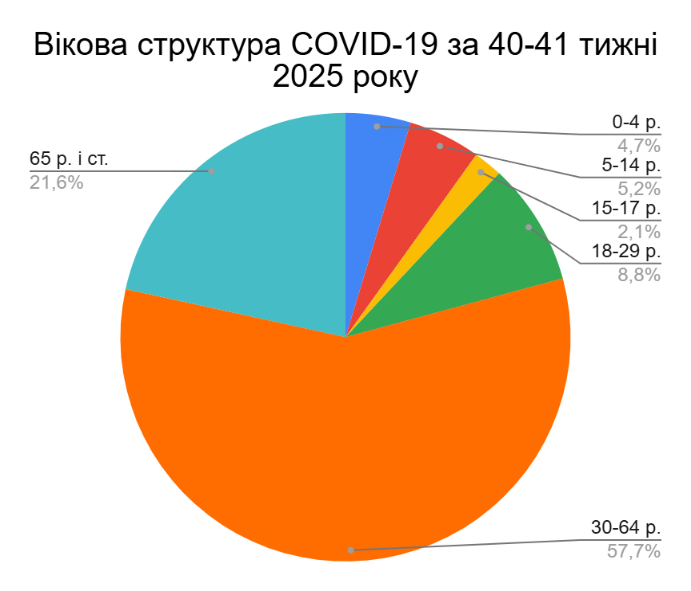 Вікова структура COVID-19 за 40-41 тижні
2025 року
0-4 р.
4,7%
5-14 р.
5,2%
15-17 р.
2,1%
18-29 р.
8,8%
30-64 р.
57,7%
65 р. і ст.
21,6%